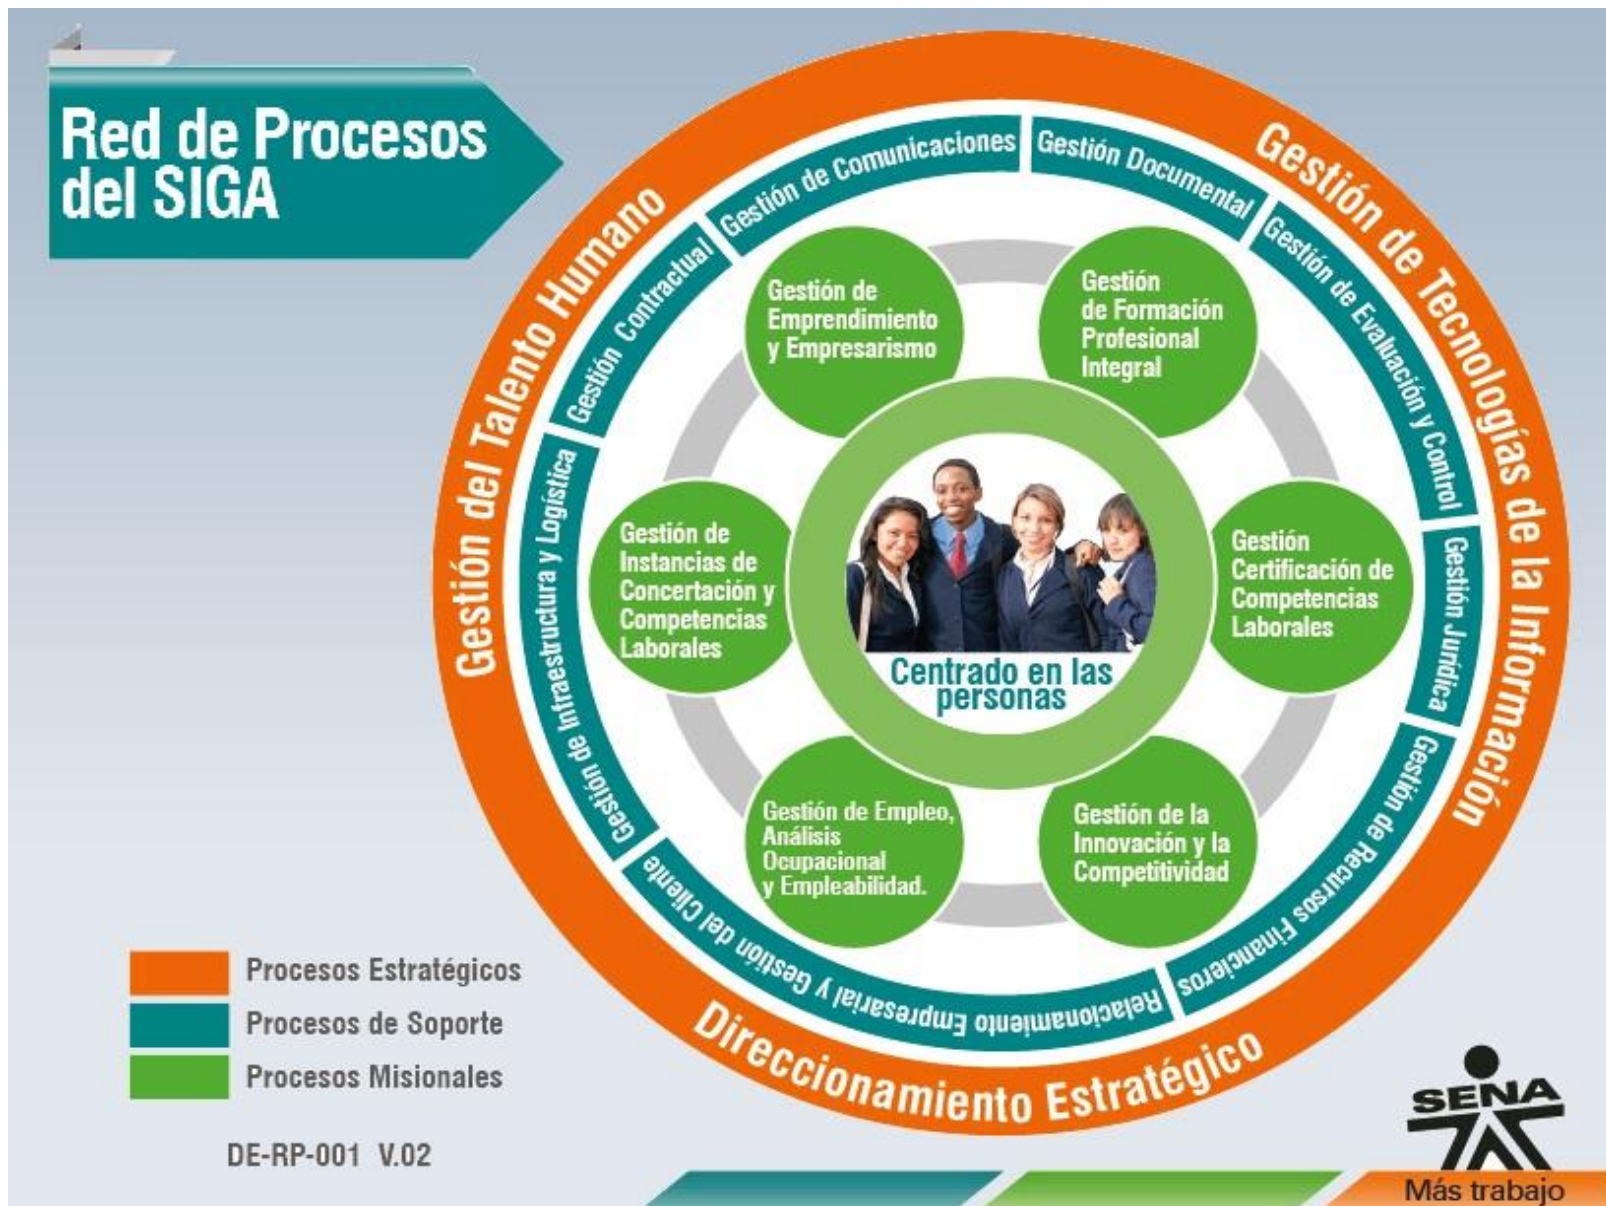 Red de Procesos
del SIGA
Gestión del Talento Humano
Gestión de Tecnologías de la Información
Direccionamiento Estratégico
Gestión de Comunicaciones
Gestión Documental
Gestión de Evaluación y Control
Gestión Jurídica
Gestión de Recursos Financieros
Relacionamiento Empresarial y Gestión del Cliente
Gestión de Infraestructura y Logística
Gestión Contractual
Gestión de
Emprendimiento
y Empresarismo
Gestión
de Formación
Profesional
Integral
Gestión de
Instancias de
Concertación y
Competencias
Laborales
Gestión
Certificación de
Competencias
Laborales
Centrado en las
personas
Gestión de Empleo,
Análisis
Ocupacional
y Empleabilidad.
Gestión de la
Innovación y la
Competitividad
Procesos Estratégicos
Procesos de Soporte
Procesos Misionales
DE-RP-001 V.02
SENA
Más trabajo